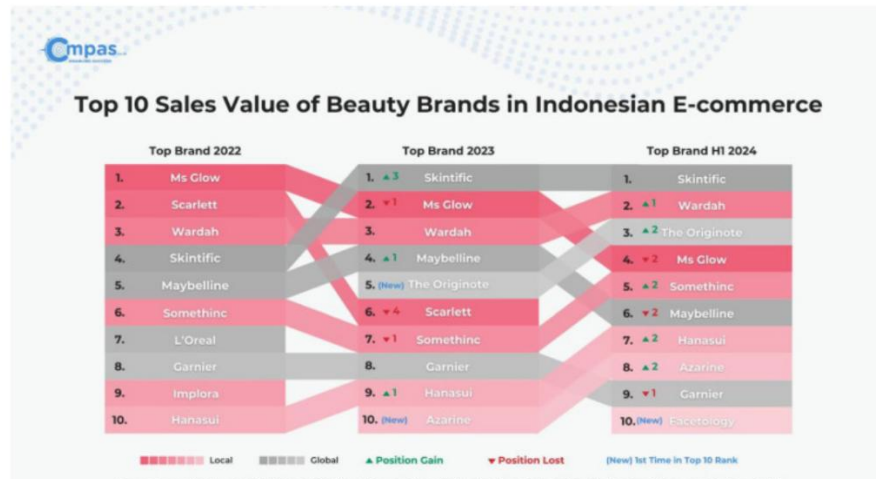 Compas
Top 10 Sales Value of Beauty Brands in Indonesian E-commerce
Top Brand 2022
1. Ms Glow
2. Scarlett
3. Wardah
4. Skintific
5. Maybelline
6. Somethinc
7. L'Oreal
8. Garnier
9. Implora
10. Hanasui
Top Brand 2023
1. ▲3 Skintific
2. ▼1 Ms Glow
3. Wardah
4. ▲1 Maybelline
5. (New) The Originote
6. ▼4 Scarlett
7. ▼1 Somethinc
8. Garnier
9. ▲1 Hanasui
10. (New) Azarine
Top Brand H1 2024
1. Skintific
2. ▲1 Wardah
3. ▲2 The Originote
4. ▼2 Ms Glow
5. ▲2 Somethinc
6. ▼2 Maybelline
7. ▲2 Hanasui
8. ▲2 Azarine
9. ▼1 Garnier
10. (New) Facetology
Local Global ▲ Position Gain ▼ Position Lost (New) 1st Time in Top 10 Rank